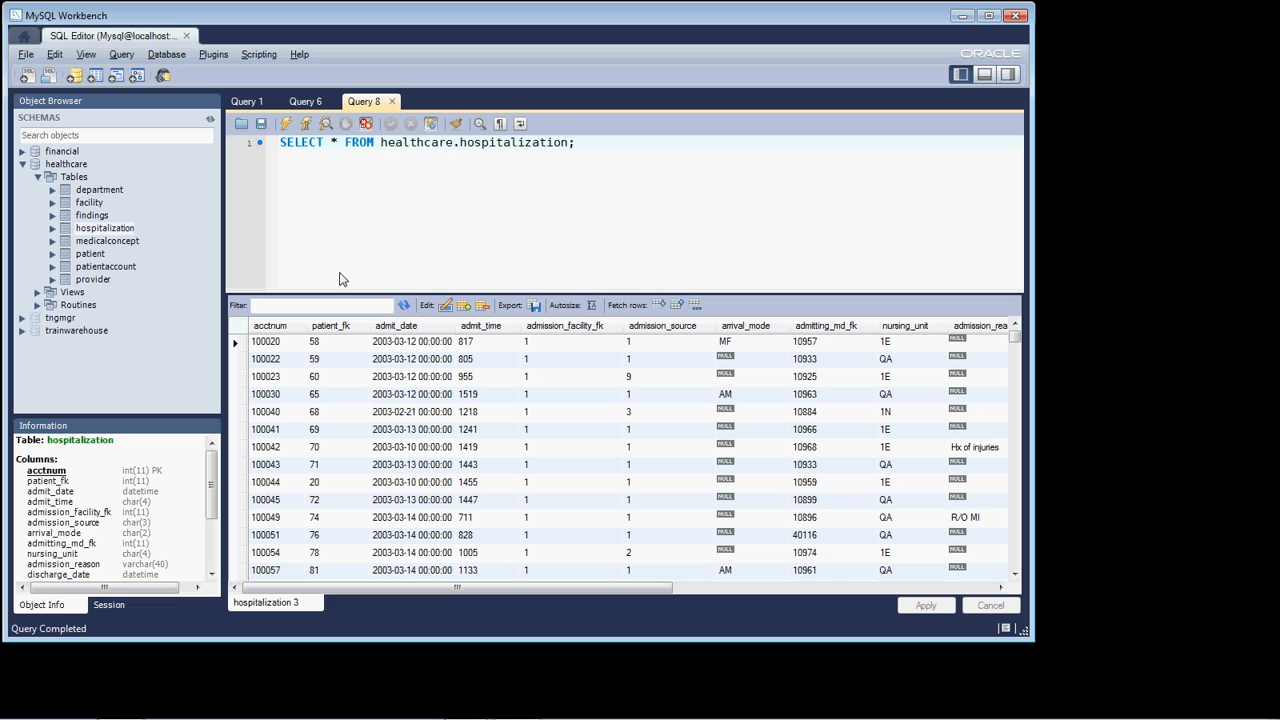 MySQL Workbench
SQL Editor (Mysql@localhost:...
File Edit View Query Database Plugins Scripting Help
ORACLE
Object Browser
SCHEMAS
Search objects
financial
healthcare
Tables
department
facility
findings
hospitalization
medicalconcept
patient
patientaccount
provider
Views
Routines
tngmgr
trainwarehouse
Information
Table: hospitalization
Columns:
acctnum int(11) PK
patient_fk int(11)
admit_date datetime
admit_time char(4)
admission_facility_fk int(11)
admission_source char(3)
arrival_mode char(2)
admitting_md_fk int(11)
nursing_unit char(4)
admission_reason varchar(40)
discharge_date datetime
Object Info Session
Query Completed
Query 1 Query 6 Query 8
1 SELECT * FROM healthcare.hospitalization;
Filter: Edit: Export: Autosize: Fetch rows:
acctnum patient_fk admit_date admit_time admission_facility_fk admission_source arrival_mode admitting_md_fk nursing_unit admission_rea
100020 58 2003-03-12 00:00:00 817 1 1 MF 10957 1E NULL
100022 59 2003-03-12 00:00:00 805 1 1 NULL 10933 QA NULL
100023 60 2003-03-12 00:00:00 955 1 9 NULL 10925 1E NULL
100030 65 2003-03-12 00:00:00 1519 1 1 AM 10963 QA NULL
100040 68 2003-02-21 00:00:00 1218 1 3 NULL 10884 1N NULL
100041 69 2003-03-13 00:00:00 1241 1 1 NULL 10966 1E NULL
100042 70 2003-03-10 00:00:00 1419 1 1 NULL 10968 1E Hx of injuries
100043 71 2003-03-13 00:00:00 1443 1 1 NULL 10933 QA NULL
100044 20 2003-03-10 00:00:00 1455 1 1 NULL 10959 1E NULL
100045 72 2003-03-13 00:00:00 1447 1 1 NULL 10899 QA NULL
100049 74 2003-03-14 00:00:00 711 1 1 NULL 10896 QA R/O MI
100051 76 2003-03-14 00:00:00 828 1 1 NULL 40116 QA NULL
100054 78 2003-03-14 00:00:00 1005 1 2 NULL 10974 1E NULL
100057 81 2003-03-14 00:00:00 1133 1 1 AM 10961 QA NULL
hospitalization 3
Apply Cancel